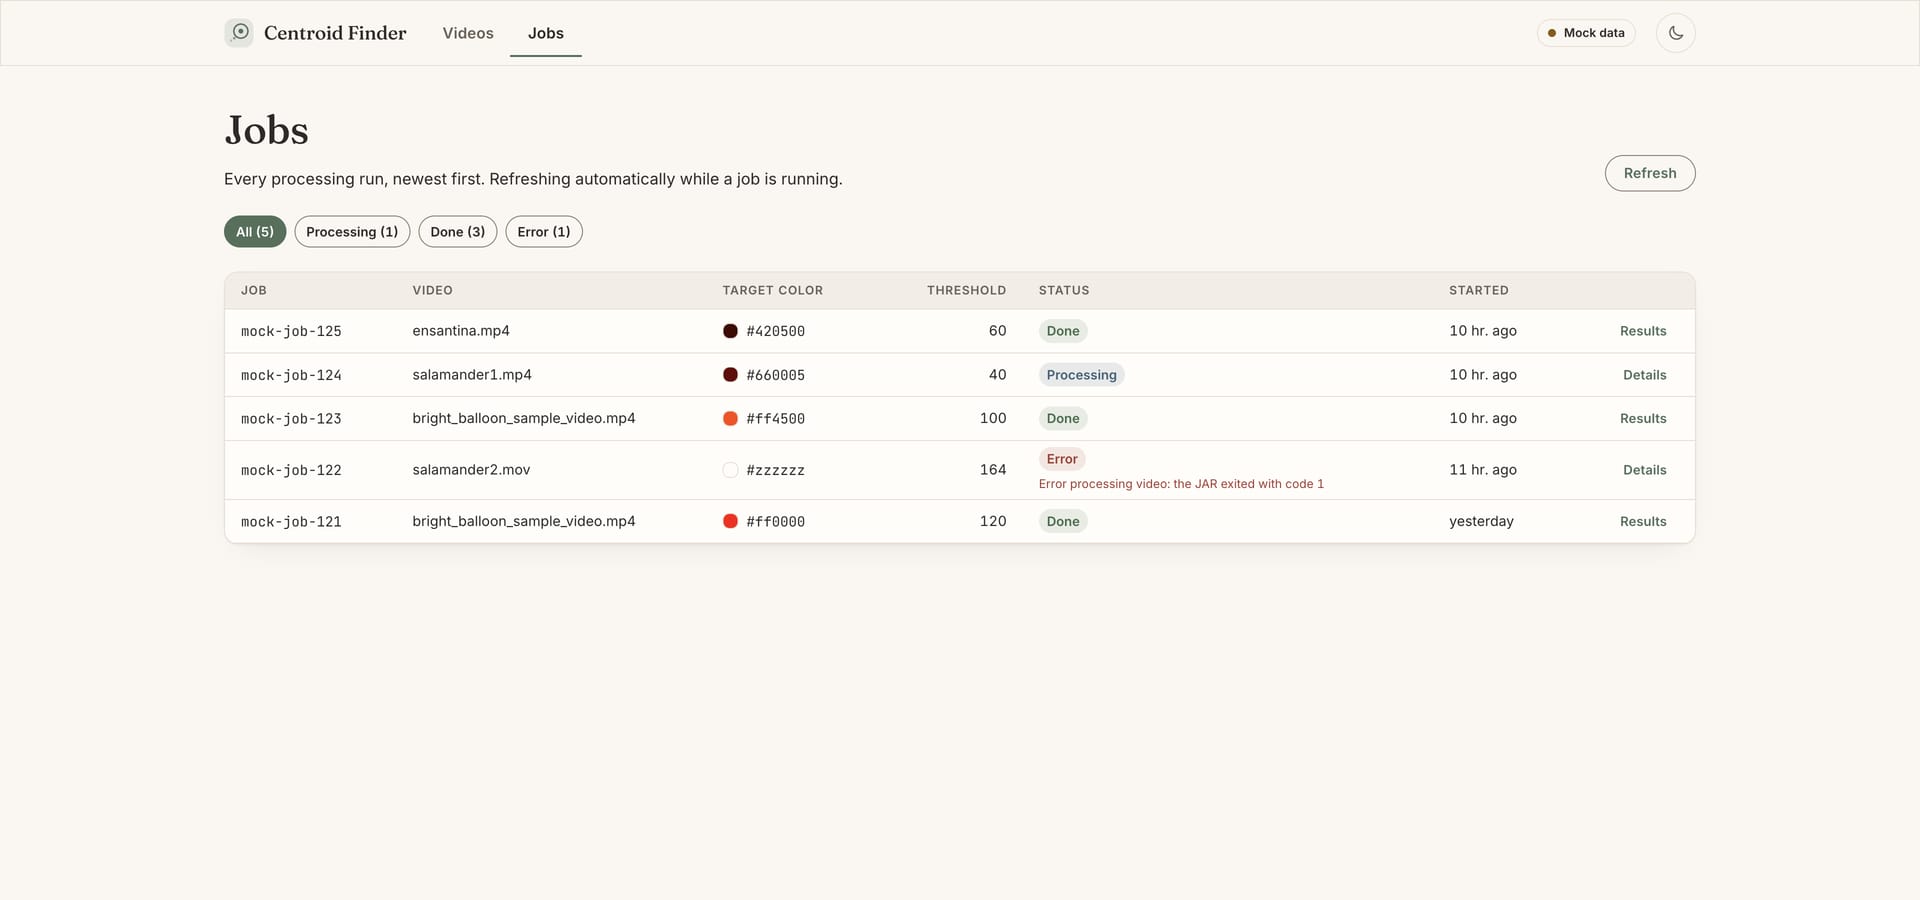 Centroid Finder Videos Jobs Mock data
Jobs
Every processing run, newest first. Refreshing automatically while a job is running.
Refresh
All (5) Processing (1) Done (3) Error (1)
JOB VIDEO TARGET COLOR THRESHOLD STATUS STARTED
mock-job-125 ensantina.mp4 #420500 60 Done 10 hr. ago Results
mock-job-124 salamander1.mp4 #660005 40 Processing 10 hr. ago Details
mock-job-123 bright_balloon_sample_video.mp4 #ff4500 100 Done 10 hr. ago Results
mock-job-122 salamander2.mov #zzzzzz 164 Error 11 hr. ago Details
Error processing video: the JAR exited with code 1
mock-job-121 bright_balloon_sample_video.mp4 #ff0000 120 Done yesterday Results